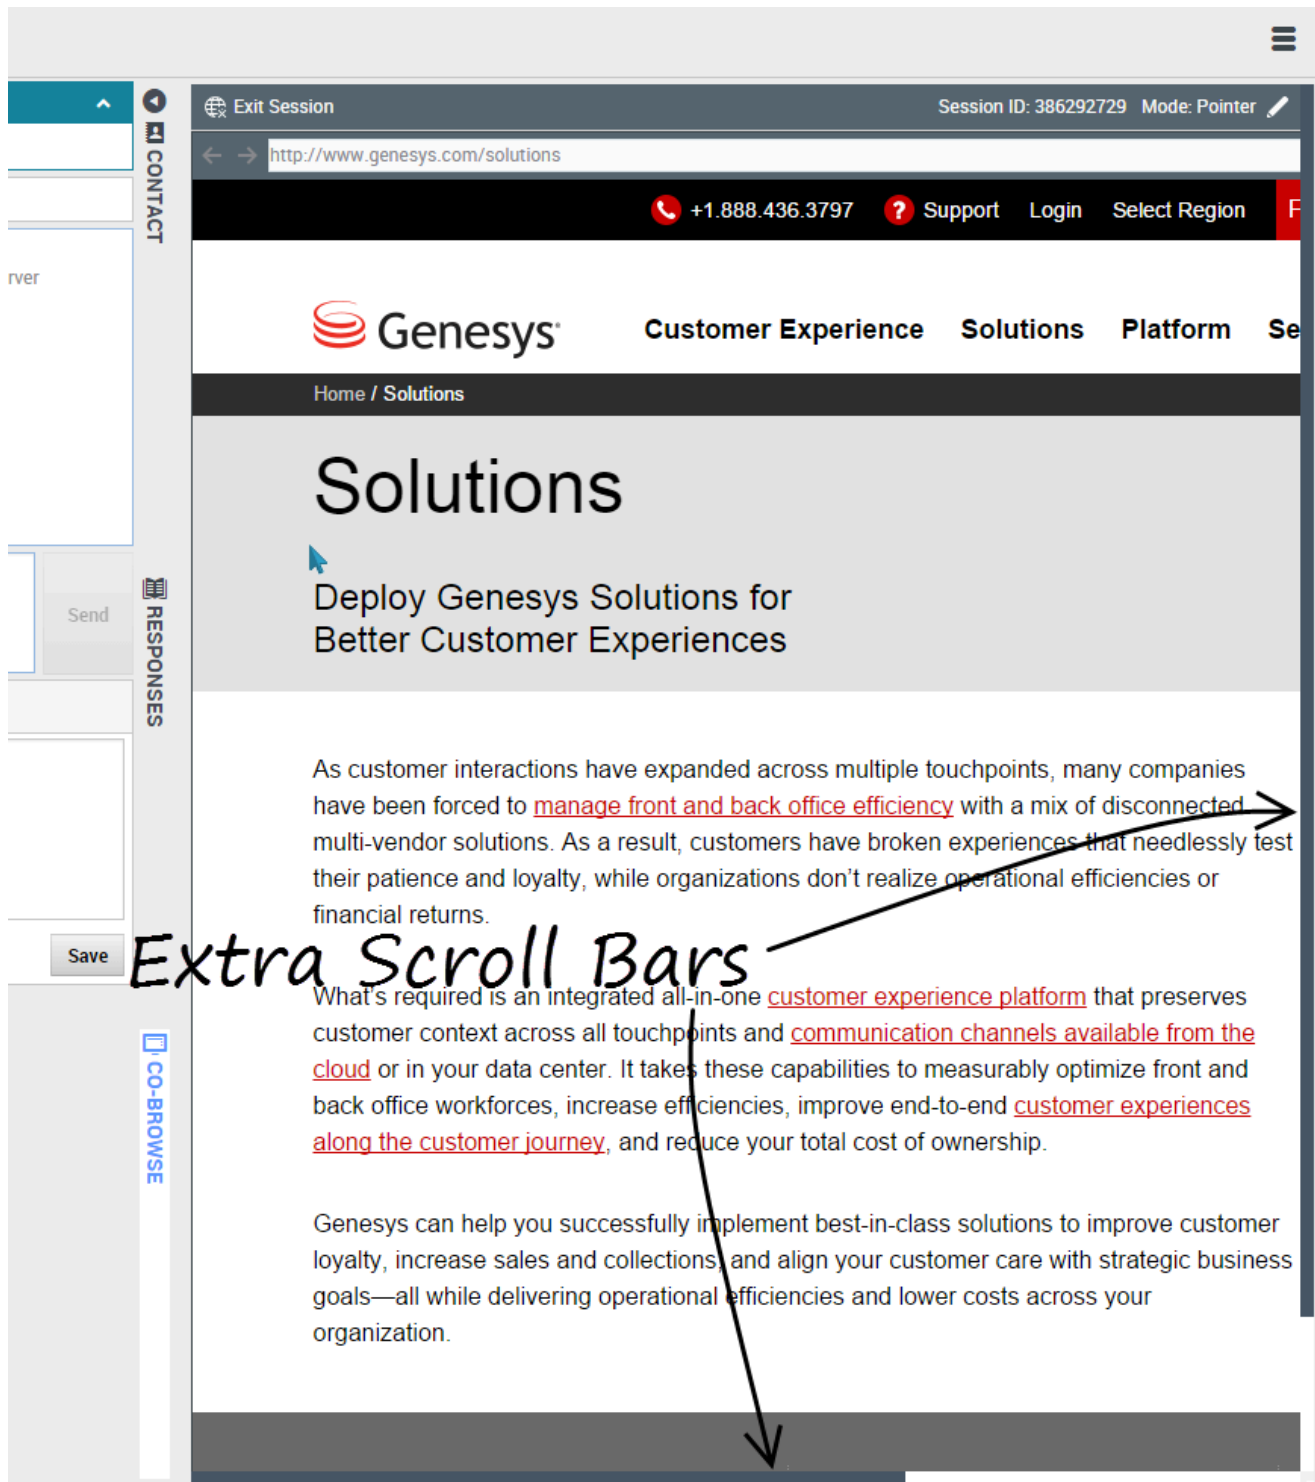 Exit Session
Session ID: 386292729 Mode: Pointer
http://www.genesys.com/solutions
+1.888.436.3797 ? Support Login Select Region F
CONTACT
rver
Genesys Customer Experience Solutions Platform Se
Home / Solutions
Solutions
Deploy Genesys Solutions for
Better Customer Experiences
Send
RESPONSES
As customer interactions have expanded across multiple touchpoints, many companies
have been forced to manage front and back office efficiency with a mix of disconnected
multi-vendor solutions. As a result, customers have broken experiences that needlessly test
their patience and loyalty, while organizations don't realize operational efficiencies or
financial returns.
Save
Extra Scroll Bars
What's required is an integrated all-in-one customer experience platform that preserves
customer context across all touchpoints and communication channels available from the
cloud or in your data center. It takes these capabilities to measurably optimize front and
back office workforces, increase efficiencies, improve end-to-end customer experiences
along the customer journey, and reduce your total cost of ownership.
CO-BROWSE
Genesys can help you successfully implement best-in-class solutions to improve customer
loyalty, increase sales and collections, and align your customer care with strategic business
goals—all while delivering operational efficiencies and lower costs across your
organization.